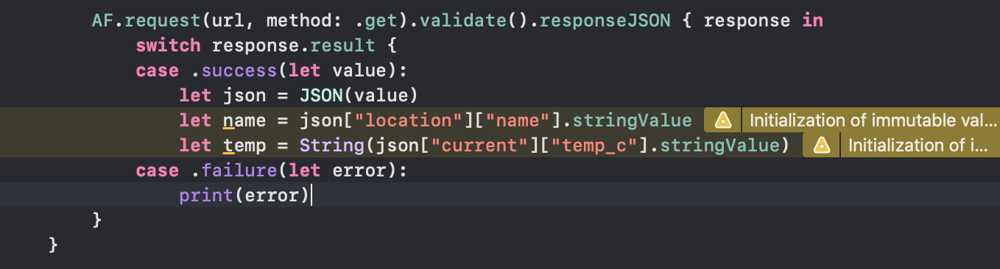 AF.request(url, method: .get).validate().responseJSON { response in
switch response.result {
case .success(let value):
let json = JSON(value)
let name = json["location"]["name"].stringValue Initialization of immutable val...
let temp = String(json["current"]["temp_c"].stringValue) Initialization of i...
case .failure(let error):
print(error)
}
}